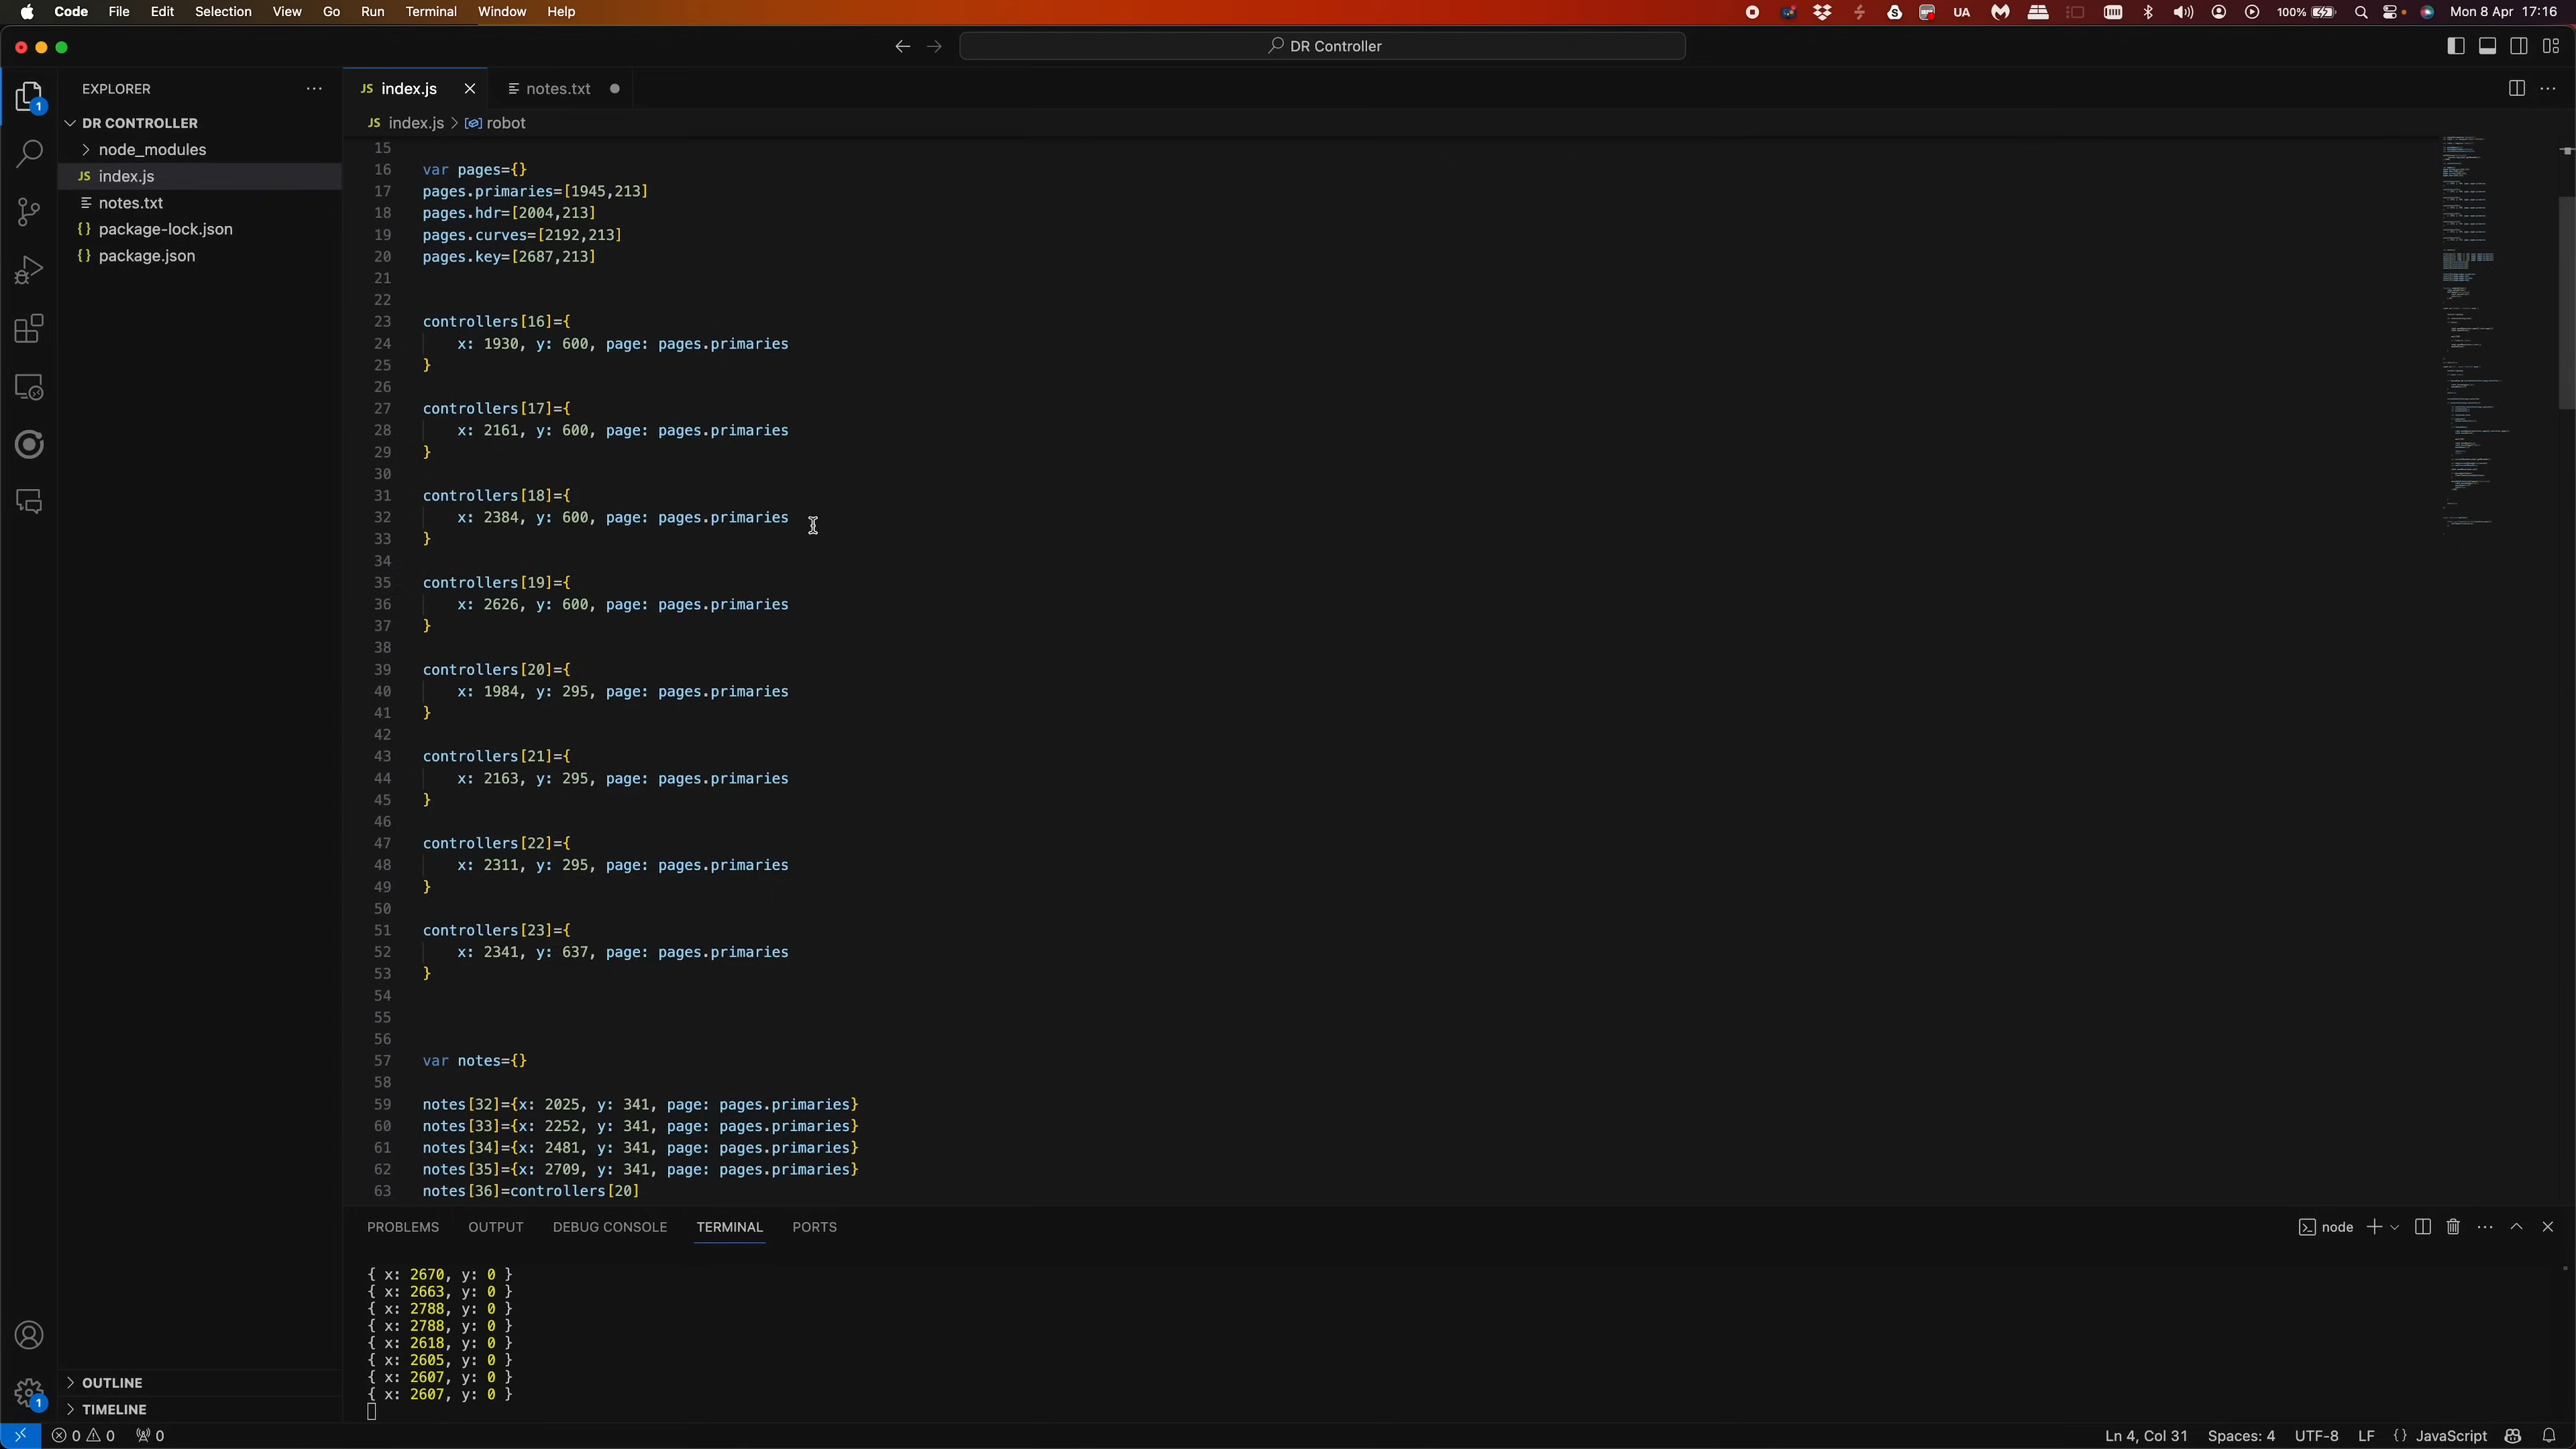 Code File Edit Selection View Go Run Terminal Window Help UA 100% Mon 8 Apr 17:16
DR Controller
EXPLORER
DR CONTROLLER
node_modules
JS index.js
notes.txt
{} package-lock.json
{} package.json
OUTLINE
TIMELINE
JS index.js notes.txt
JS index.js > robot
15
16 var pages={}
17 pages.primaries=[1945,213]
18 pages.hdr=[2004,213]
19 pages.curves=[2192,213]
20 pages.key=[2687,213]
21
22
23 controllers[16]={
24 x: 1930, y: 600, page: pages.primaries
25 }
26
27 controllers[17]={
28 x: 2161, y: 600, page: pages.primaries
29 }
30
31 controllers[18]={
32 x: 2384, y: 600, page: pages.primaries
33 }
34
35 controllers[19]={
36 x: 2626, y: 600, page: pages.primaries
37 }
38
39 controllers[20]={
40 x: 1984, y: 295, page: pages.primaries
41 }
42
43 controllers[21]={
44 x: 2163, y: 295, page: pages.primaries
45 }
46
47 controllers[22]={
48 x: 2311, y: 295, page: pages.primaries
49 }
50
51 controllers[23]={
52 x: 2341, y: 637, page: pages.primaries
53 }
54
55
56
57 var notes={}
58
59 notes[32]={x: 2025, y: 341, page: pages.primaries}
60 notes[33]={x: 2252, y: 341, page: pages.primaries}
61 notes[34]={x: 2481, y: 341, page: pages.primaries}
62 notes[35]={x: 2709, y: 341, page: pages.primaries}
63 notes[36]=controllers[20]
PROBLEMS OUTPUT DEBUG CONSOLE TERMINAL PORTS node
{ x: 2670, y: 0 }
{ x: 2663, y: 0 }
{ x: 2788, y: 0 }
{ x: 2788, y: 0 }
{ x: 2618, y: 0 }
{ x: 2605, y: 0 }
{ x: 2607, y: 0 }
{ x: 2607, y: 0 }
1
1
0 0 0 Ln 4, Col 31 Spaces: 4 UTF-8 LF {} JavaScript